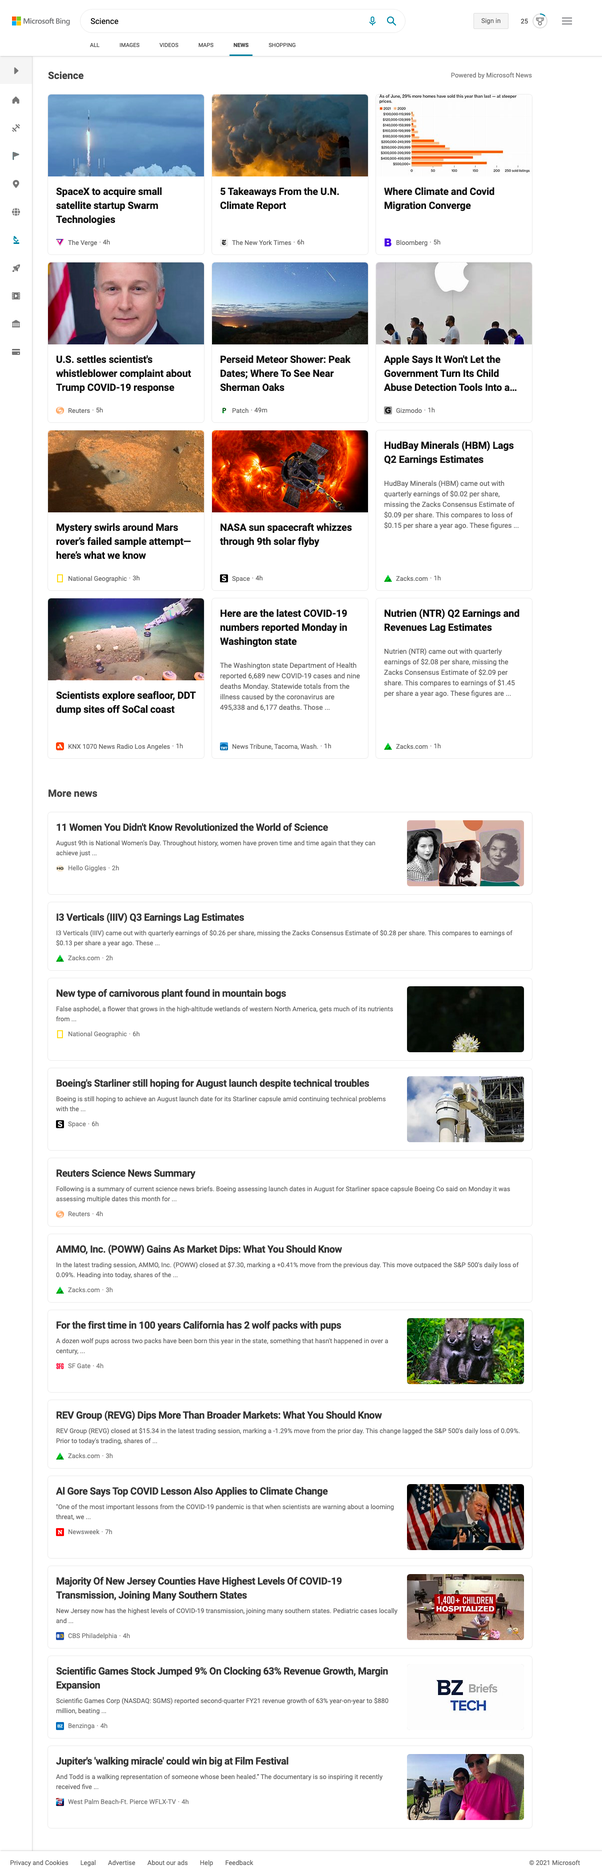 Microsoft Bing
Science
Sign in
25
ALL
IMAGES
VIDEOS
MAPS
NEWS
SHOPPING
Science
Powered by Microsoft News
SpaceX to acquire small
satellite startup Swarm
Technologies
The Verge · 4h
5 Takeaways From the U.N.
Climate Report
The New York Times · 6h
As of June, 29% more homes have sold this year than last — at steeper
prices.
2021 2020
0 50 100 150 200 250 sold listings
Where Climate and Covid
Migration Converge
Bloomberg · 5h
U.S. settles scientist's
whistleblower complaint about
Trump COVID-19 response
Reuters · 5h
Perseid Meteor Shower: Peak
Dates; Where To See Near
Sherman Oaks
Patch · 49m
Apple Says It Won't Let the
Government Turn Its Child
Abuse Detection Tools Into a...
Gizmodo · 1h
Mystery swirls around Mars
rover's failed sample attempt—
here's what we know
National Geographic · 3h
NASA sun spacecraft whizzes
through 9th solar flyby
Space · 4h
HudBay Minerals (HBM) Lags
Q2 Earnings Estimates
HudBay Minerals (HBM) came out with
quarterly earnings of $0.02 per share,
missing the Zacks Consensus Estimate of
$0.09 per share. This compares to loss of
$0.15 per share a year ago. These figures ...
Zacks.com · 1h
Scientists explore seafloor, DDT
dump sites off SoCal coast
KNX 1070 News Radio Los Angeles · 1h
Here are the latest COVID-19
numbers reported Monday in
Washington state
The Washington state Department of Health
reported 6,689 new COVID-19 cases and nine
deaths Monday. Statewide totals from the
illness caused by the coronavirus are
495,338 and 6,177 deaths. Those ...
News Tribune, Tacoma, Wash. · 1h
Nutrien (NTR) Q2 Earnings and
Revenues Lag Estimates
Nutrien (NTR) came out with quarterly
earnings of $2.08 per share, missing the
Zacks Consensus Estimate of $2.09 per
share. This compares to earnings of $1.45
per share a year ago. These figures are ...
Zacks.com · 1h
More news
11 Women You Didn't Know Revolutionized the World of Science
August 9th is National Women's Day. Throughout history, women have proven time and time again that they can
achieve just ...
Hello Giggles · 2h
I3 Verticals (IIIV) Q3 Earnings Lag Estimates
I3 Verticals (IIIV) came out with quarterly earnings of $0.26 per share, missing the Zacks Consensus Estimate of $0.28 per share. This compares to earnings of
$0.13 per share a year ago. These ...
Zacks.com · 2h
New type of carnivorous plant found in mountain bogs
False asphodel, a flower that grows in the high-altitude wetlands of western North America, gets much of its nutrients
from ...
National Geographic · 6h
Boeing's Starliner still hoping for August launch despite technical troubles
Boeing is still hoping to achieve an August launch date for its Starliner capsule amid continuing technical problems
with the ...
Space · 6h
Reuters Science News Summary
Following is a summary of current science news briefs. Boeing assessing launch dates in August for Starliner space capsule Boeing Co said on Monday it was
assessing multiple dates this month for ...
Reuters · 4h
AMMO, Inc. (POWW) Gains As Market Dips: What You Should Know
In the latest trading session, AMMO, Inc. (POWW) closed at $7.30, marking a +0.41% move from the previous day. This move outpaced the S&P 500's daily loss of
0.09%. Heading into today, shares of the ...
Zacks.com · 3h
For the first time in 100 years California has 2 wolf packs with pups
A dozen wolf pups across two packs have been born this year in the state, something that hasn't happened in over a
century, ...
SF Gate · 4h
REV Group (REVG) Dips More Than Broader Markets: What You Should Know
REV Group (REVG) closed at $15.34 in the latest trading session, marking a -1.29% move from the prior day. This change lagged the S&P 500's daily loss of 0.09%.
Prior to today's trading, shares of ...
Zacks.com · 3h
Al Gore Says Top COVID Lesson Also Applies to Climate Change
"One of the most important lessons from the COVID-19 pandemic is that when scientists are warning about a looming
threat, we ...
Newsweek · 7h
Majority Of New Jersey Counties Have Highest Levels Of COVID-19
Transmission, Joining Many Southern States
New Jersey now has the highest levels of COVID-19 transmission, joining many southern states. Pediatric cases locally
and ...
CBS Philadelphia · 4h
1,400+ CHILDREN
HOSPITALIZED
Scientific Games Stock Jumped 9% On Clocking 63% Revenue Growth, Margin
Expansion
Scientific Games Corp (NASDAQ: SGMS) reported second-quarter FY21 revenue growth of 63% year-on-year to $880
million, beating ...
Benzinga · 4h
BZ Briefs
TECH
Jupiter's 'walking miracle' could win big at Film Festival
And Todd is a walking representation of someone whose been healed." The documentary is so inspiring it recently
received five ...
West Palm Beach-Ft. Pierce WFLX-TV · 4h
Privacy and Cookies
Legal
Advertise
About our ads
Help
Feedback
© 2021 Microsoft